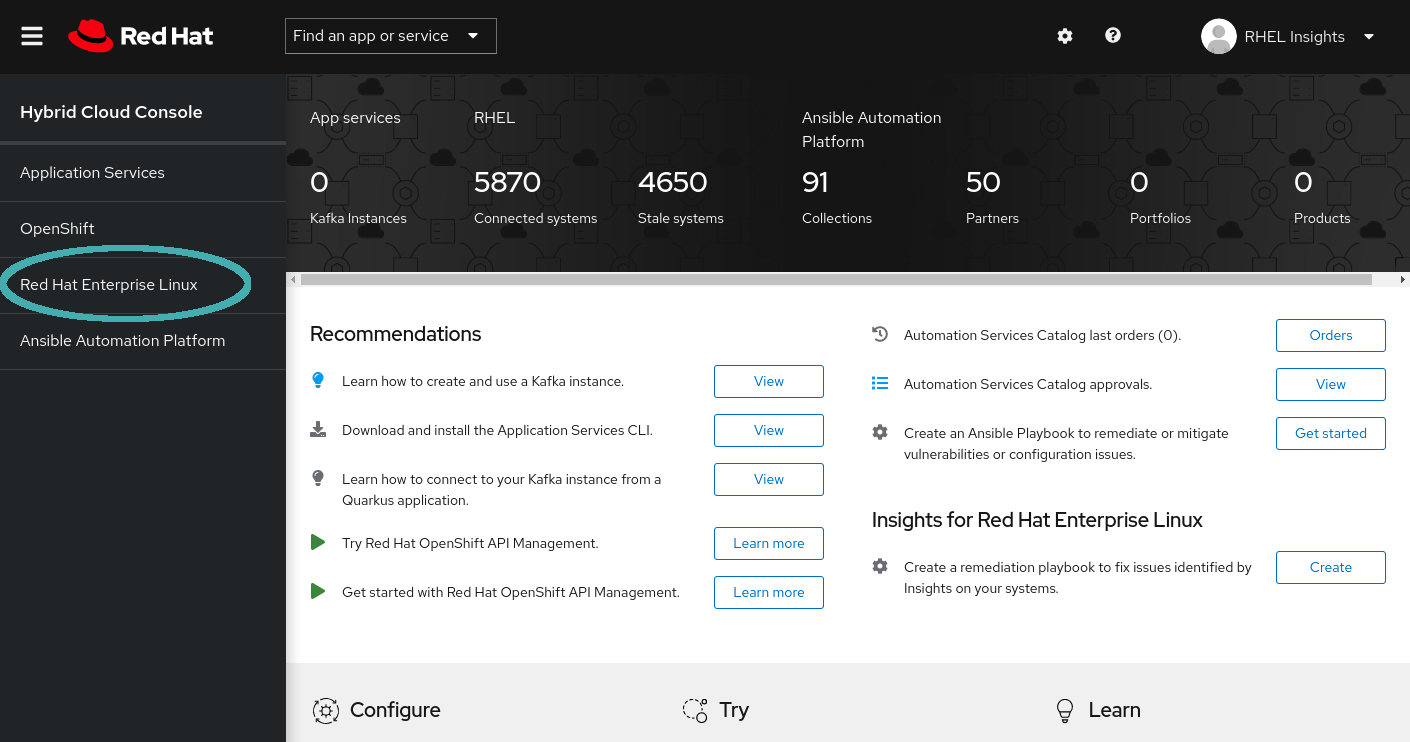 Red Hat
Find an app or service
RHEL Insights
Hybrid Cloud Console
Application Services
OpenShift
Red Hat Enterprise Linux
Ansible Automation Platform
App services
0
Kafka Instances
RHEL
5870
Connected systems
4650
Stale systems
Ansible Automation
Platform
91
Collections
50
Partners
0
Portfolios
0
Products
Recommendations
Learn how to create and use a Kafka instance.
View
Download and install the Application Services CLI.
View
Learn how to connect to your Kafka instance from a
Quarkus application.
View
Try Red Hat OpenShift API Management.
Learn more
Get started with Red Hat OpenShift API Management.
Learn more
Automation Services Catalog last orders (0).
Orders
Automation Services Catalog approvals.
View
Create an Ansible Playbook to remediate or mitigate
vulnerabilities or configuration issues.
Get started
Insights for Red Hat Enterprise Linux
Create a remediation playbook to fix issues identified by
Insights on your systems.
Create
Configure
Try
Learn